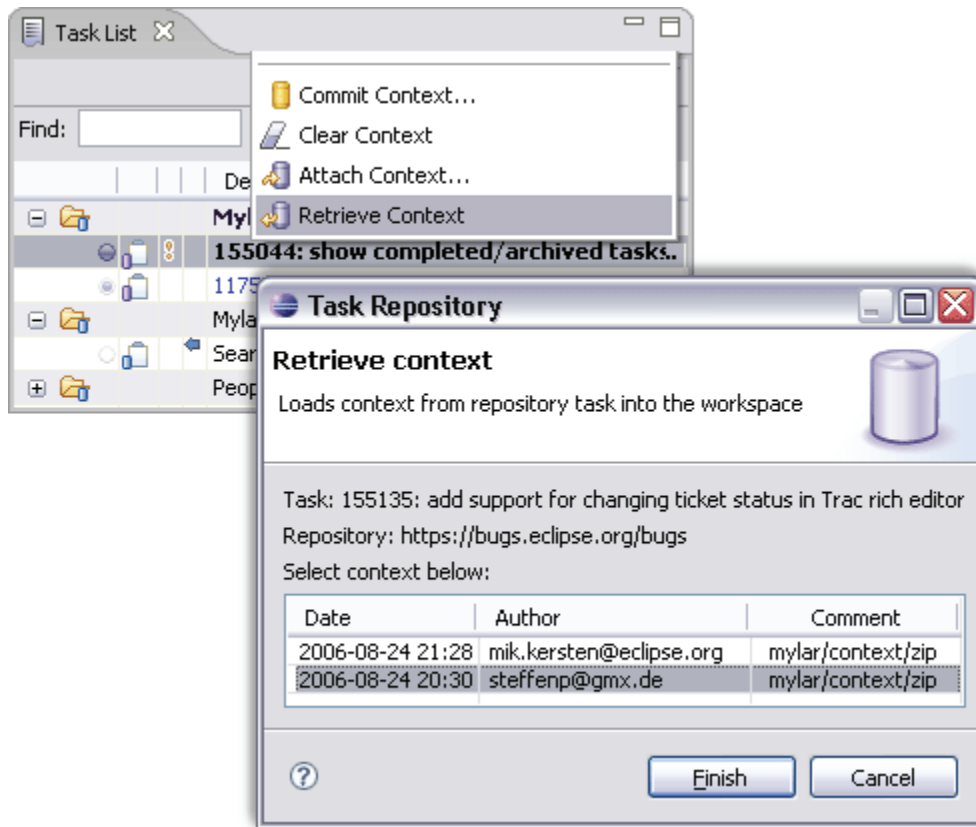 Task List
Commit Context...
Find:
Clear Context
De
Attach Context...
Myl
Retrieve Context
155044: show completed/archived tasks..
1175
Task Repository
Myla
Sear
Retrieve context
Peop
Loads context from repository task into the workspace
Task: 155135: add support for changing ticket status in Trac rich editor
Repository: https://bugs.eclipse.org/bugs
Select context below:
Date Author Comment
2006-08-24 21:28 mik.kersten@eclipse.org mylar/context/zip
2006-08-24 20:30 steffenp@gmx.de mylar/context/zip
Finish Cancel